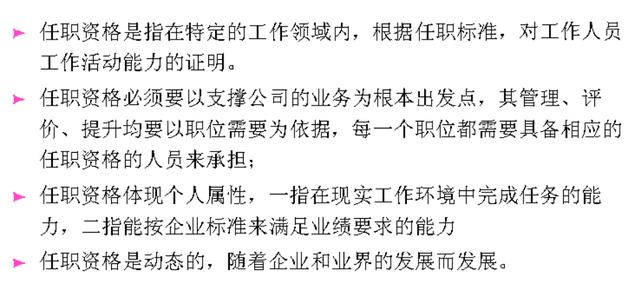 任职资格是指在特定的工作领域内，根据任职标准，对工作人员
工作活动能力的证明。
任职资格必须要以支撑公司的业务为根本出发点，其管理、评
价、提升均要以职位需要为依据，每一个职位都需要具备相应的
任职资格的人员来承担；
任职资格体现个人属性，一指在现实工作环境中完成任务的能
力，二指能按企业标准来满足业绩要求的能力
任职资格是动态的，随着企业和业界的发展而发展。